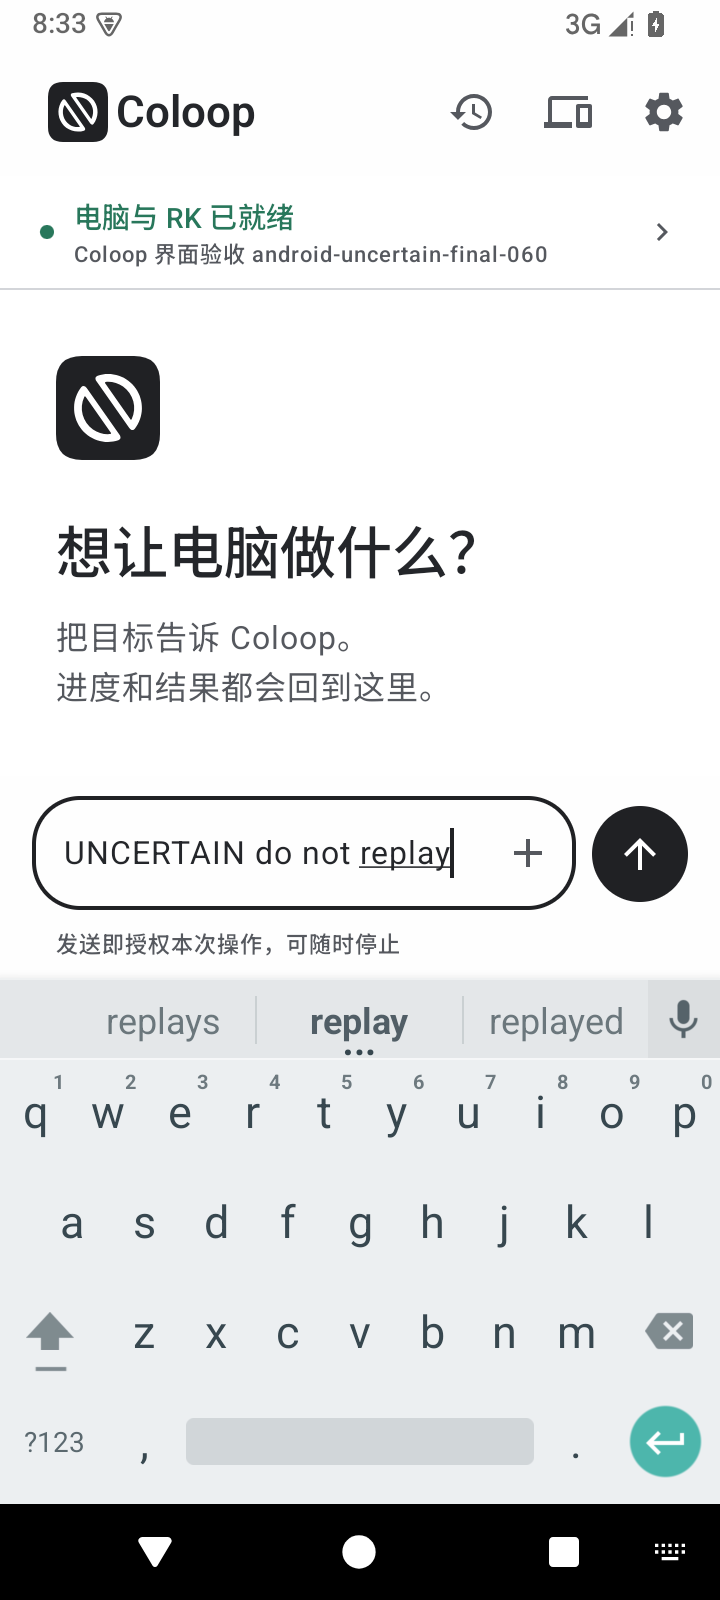 8:33
3G
Coloop
电脑与 RK 已就绪
Coloop 界面验收 android-uncertain-final-060
想让电脑做什么？
把目标告诉 Coloop。
进度和结果都会回到这里。
UNCERTAIN do not replay
发送即授权本次操作，可随时停止
replays replay replayed
1 2 3 4 5 6 7 8 9 0
q w e r t y u i o p
a s d f g h j k l
z x c v b n m
?123 , .